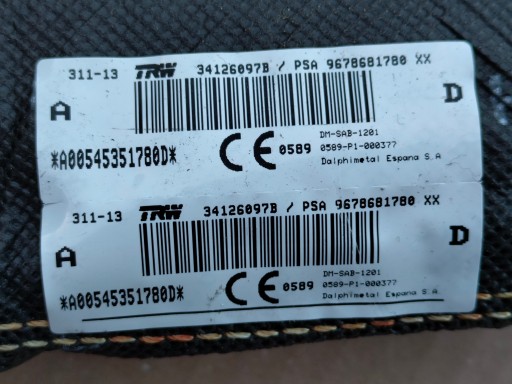 311-13 TRW 34126097B / PSA 9678681780 XX
A D
*A00545351780D* CE 0589 DM-SAB-1201
0589-P1-000377
Dalphimetal Espana S.A
311-13 TRW 34126097B / PSA 9678681780 XX
A D
*A00545351780D* CE 0589 DM-SAB-1201
0589-P1-000377
Dalphimetal Espana S.A